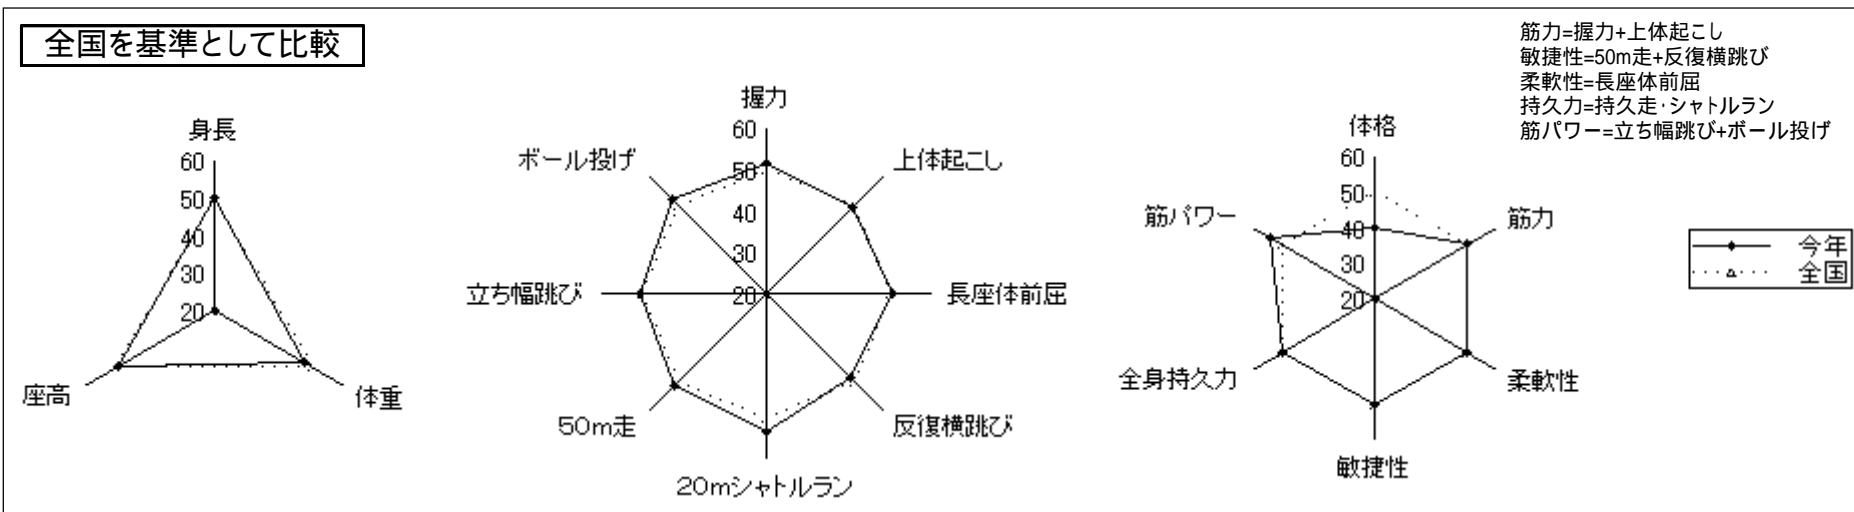 全国を基準として比較
筋力=握力+上体起こし
敏捷性=50m走+反復横跳び
柔軟性=長座体前屈
持久力=持久走・シャトルラン
筋パワー=立ち幅跳び+ボール投げ
身長
60
50
40
30
20
座高
体重
握力
60
50
40
30
20
ボール投げ
上体起こし
立ち幅跳び
長座体前屈
50m走
反復横跳び
20mシャトルラン
体格
60
50
40
30
20
筋パワー
筋力
全身持久力
柔軟性
敏捷性
今年
全国